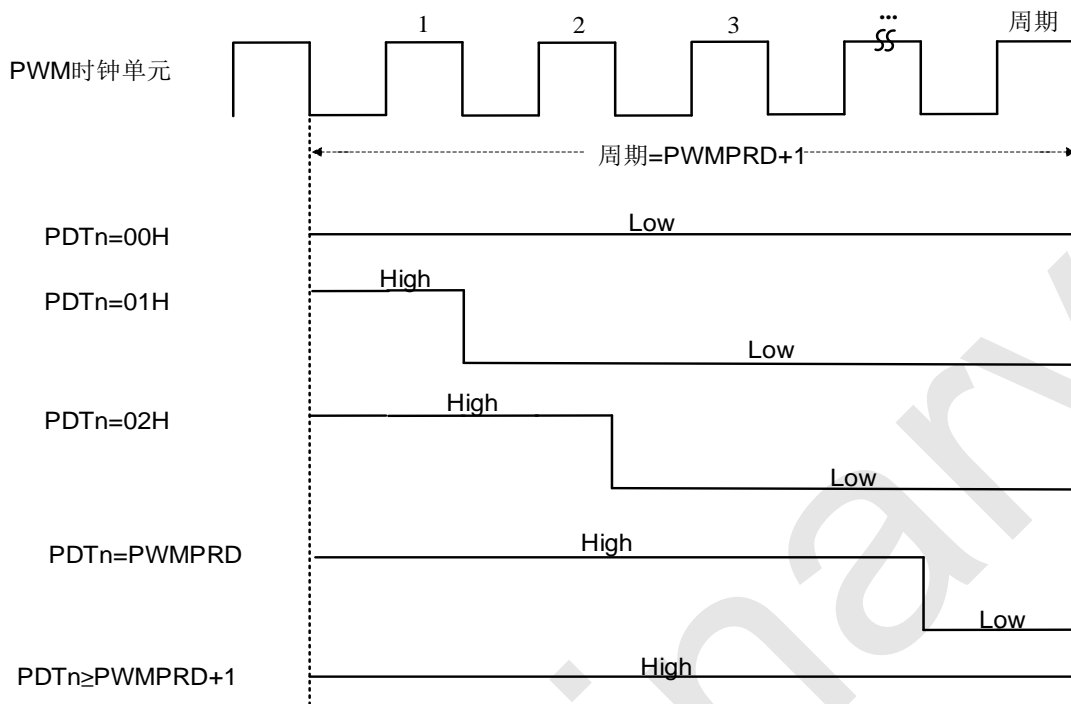 1 2 3 ... 周期
PWM时钟单元
周期=PWMPRD+1
Low
PDTn=00H
High
PDTn=01H
Low
High
PDTn=02H
Low
High
PDTn=PWMPRD
Low
High
PDTn≥PWMPRD+1